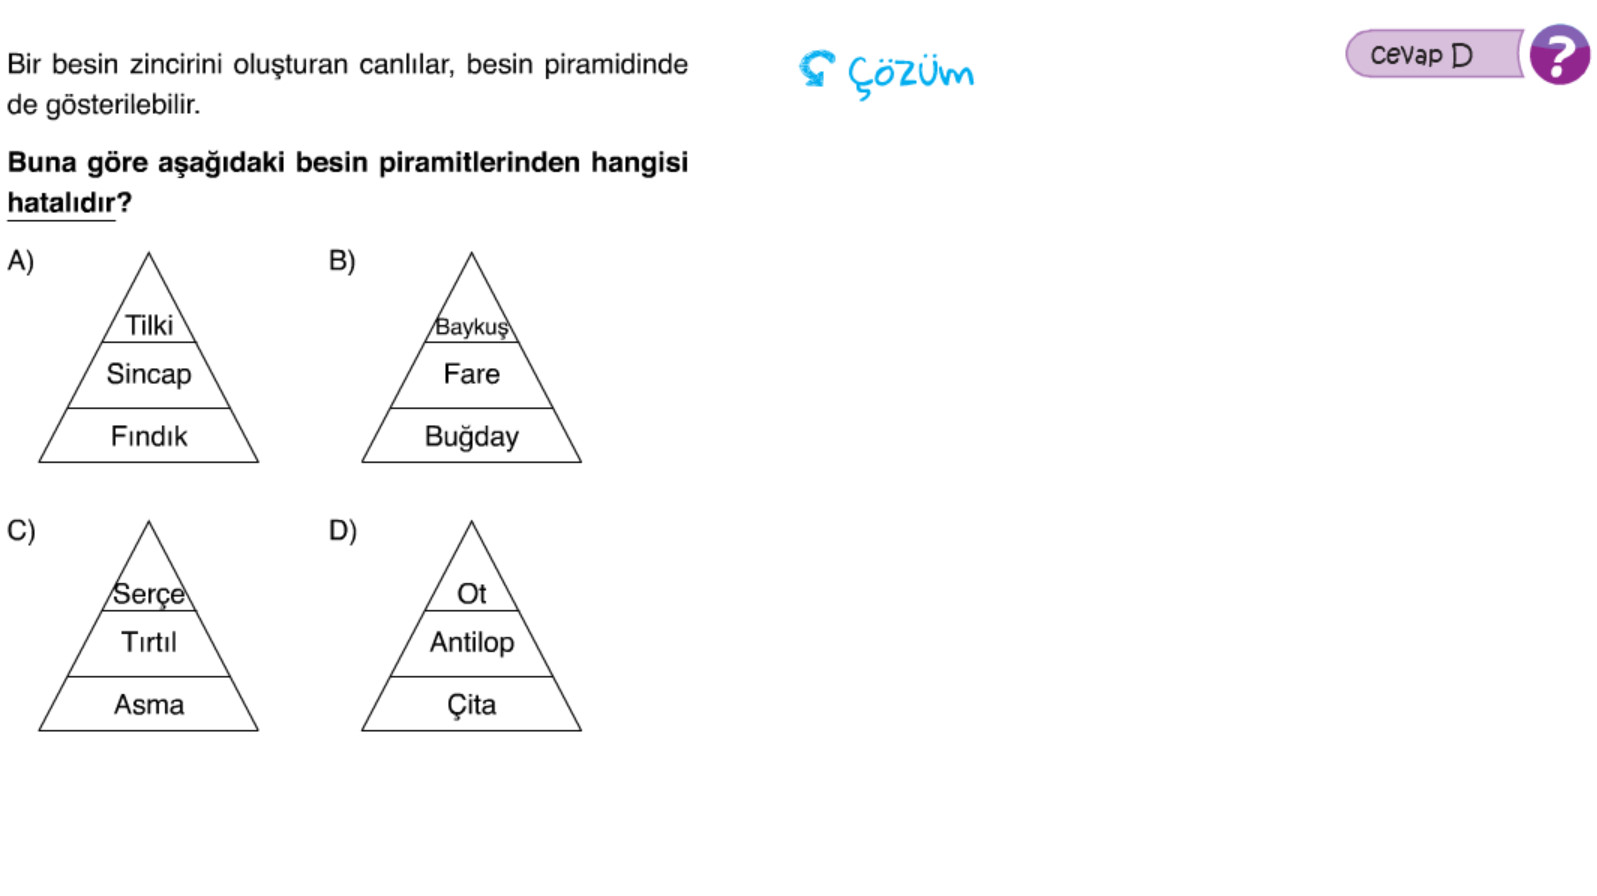 Bir besin zincirini oluşturan canlılar, besin piramidinde
de gösterilebilir.
Buna göre aşağıdaki besin piramitlerinden hangisi
hatalıdır?
A)
Tilki
Sincap
Fındık
B)
Baykuş
Fare
Buğday
C)
Serçe
Tırtıl
Asma
D)
Ot
Antilop
Çita
Çözüm
Cevap D
?